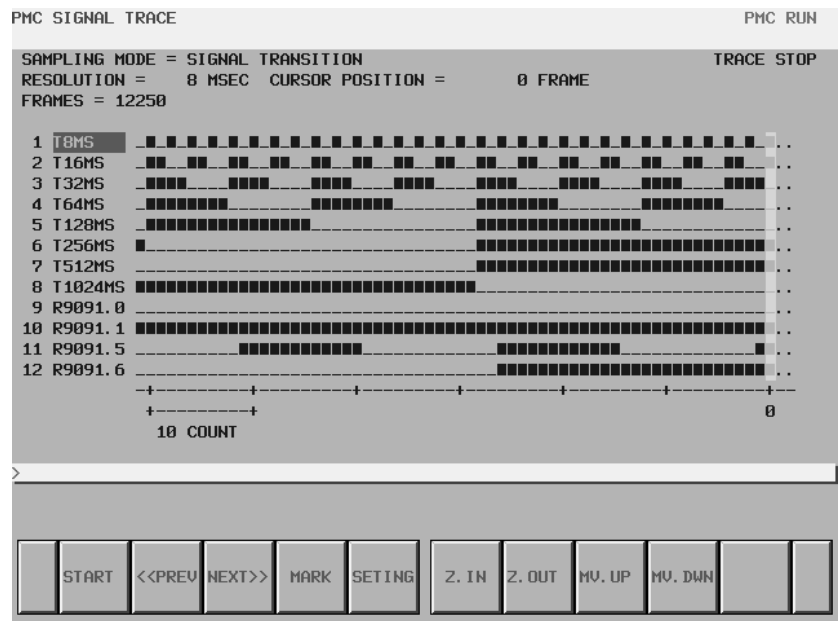 PMC SIGNAL TRACE PMC RUN
SAMPLING MODE = SIGNAL TRANSITION TRACE STOP
RESOLUTION = 8 MSEC CURSOR POSITION = 0 FRAME
FRAMES = 12250
1 T8MS
2 T16MS
3 T32MS
4 T64MS
5 T128MS
6 T256MS
7 T512MS
8 T1024MS
9 R9091.0
10 R9091.1
11 R9091.5
12 R9091.6
0
10 COUNT
>
START <<PREV NEXT>> MARK SETING Z.IN Z.OUT MV.UP MV.DWN